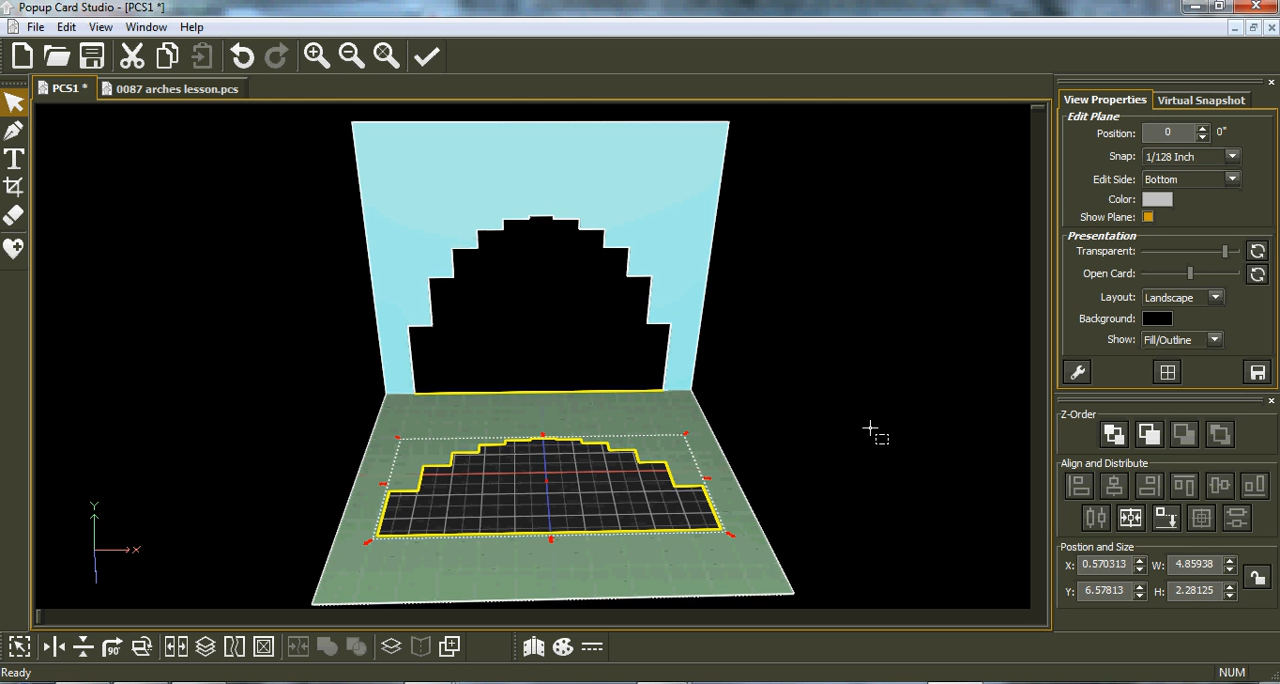 Popup Card Studio - [PCS1 *]
File Edit View Window Help
PCS1 * 0087 arches lesson.pcs
View Properties Virtual Snapshot
Edit Plane
Position: 0 0"
Snap: 1/128 Inch
Edit Side: Bottom
Color:
Show Plane:
Presentation
Transparent:
Open Card:
Layout: Landscape
Background:
Show: Fill/Outline
Z-Order
Align and Distribute
Postion and Size
X: 0.570313 W: 4.85938
Y: 6.57813 H: 2.28125
Y
X
90°
Ready NUM